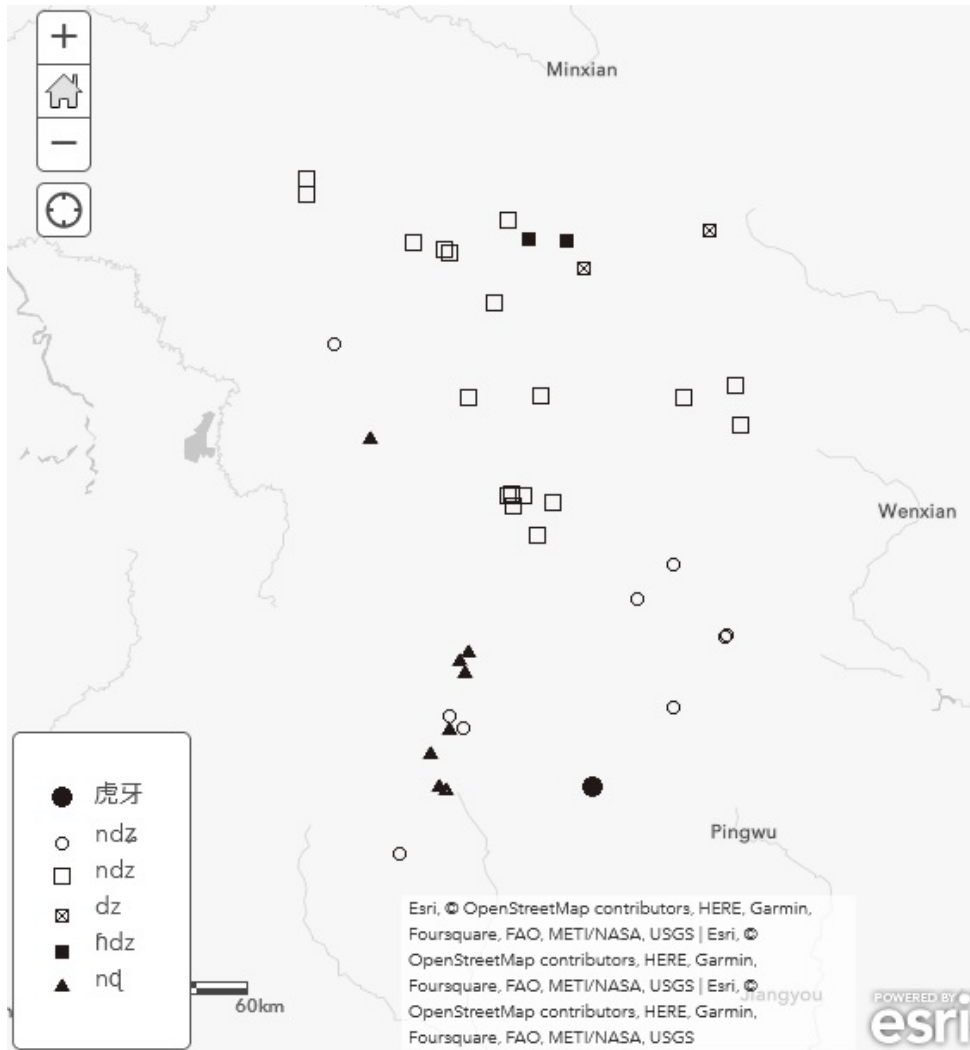 +
Minxian
−
Wenxian
虎牙
ndʑ
ndz
dz
ɦdz
nɖ
Pingwu
60km
Esri, © OpenStreetMap contributors, HERE, Garmin,
Foursquare, FAO, METI/NASA, USGS | Esri, ©
OpenStreetMap contributors, HERE, Garmin,
Foursquare, FAO, METI/NASA, USGS | Esri, ©
OpenStreetMap contributors, HERE, Garmin,
Foursquare, FAO, METI/NASA, USGS
Jiangyou
POWERED BY
esri